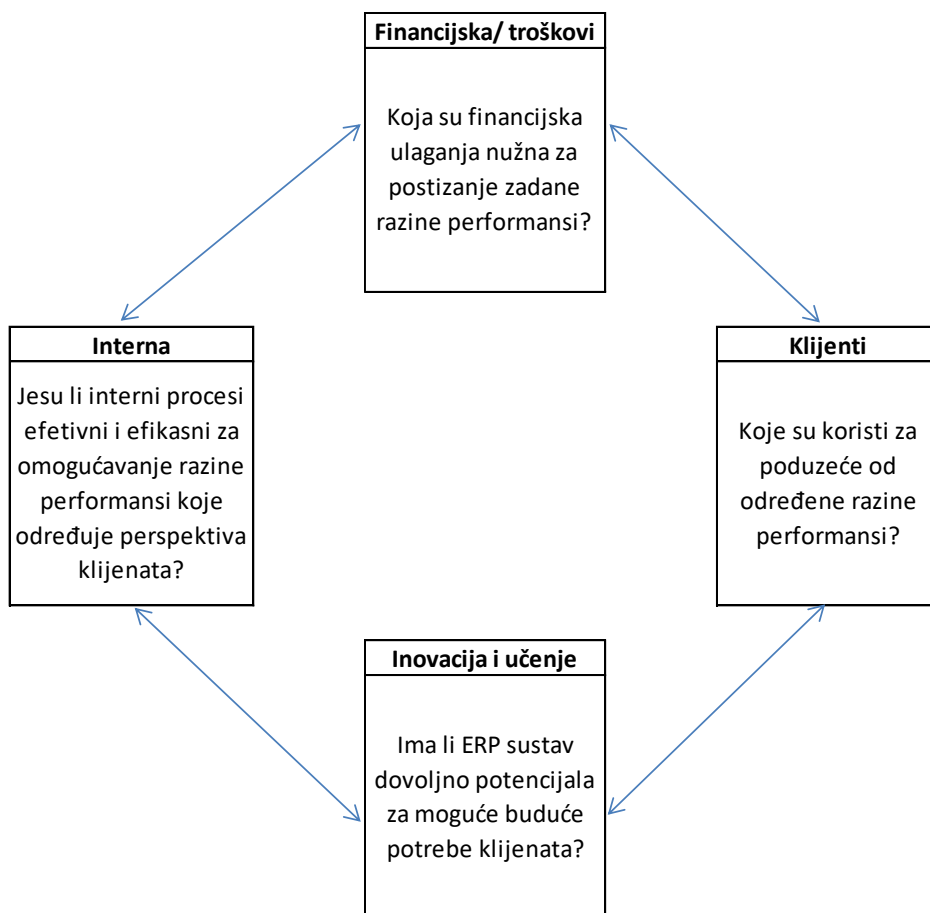 Financijska/ troškovi
Koja su financijska
ulaganja nužna za
postizanje zadane
razine performansi?
Interna
Jesu li interni procesi
efetivni i efikasni za
omogućavanje razine
performansi koje
određuje perspektiva
klijenata?
Klijenti
Koje su koristi za
poduzeće od
određene razine
performansi?
Inovacija i učenje
Ima li ERP sustav
dovoljno potencijala
za moguće buduće
potrebe klijenata?